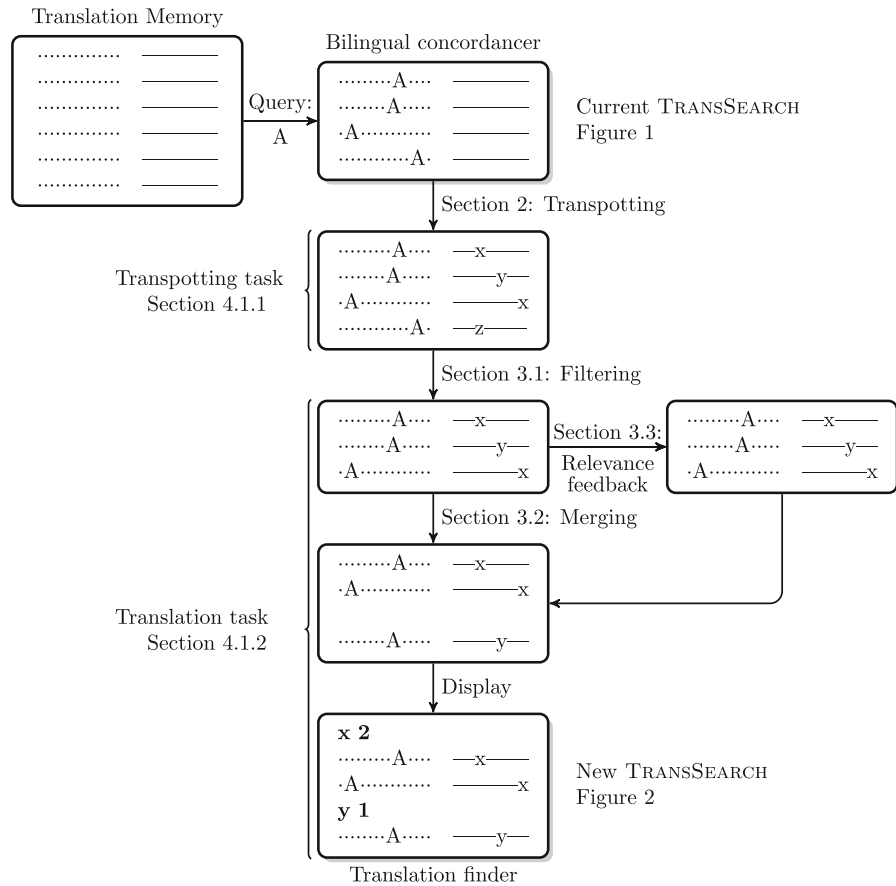 Translation Memory
Bilingual concordancer
Query:
A
·········A····
········A·····
·A············
············A·
Current TRANSSEARCH
Figure 1
Section 2: Transpotting
Transpotting task
Section 4.1.1
·········A···· —x——
········A····· ——y—
·A············ ———x
············A· —z——
Section 3.1: Filtering
·········A···· —x——
········A····· ——y—
·A············ ———x
Section 3.3:
Relevance
feedback
·········A···· —x——
········A····· ——y—
·A············ ———x
Section 3.2: Merging
Translation task
Section 4.1.2
·········A···· —x——
·A············ ———x
········A····· ——y—
Display
x 2
·········A···· —x——
·A············ ———x
y 1
········A····· ——y—
New TRANSSEARCH
Figure 2
Translation finder